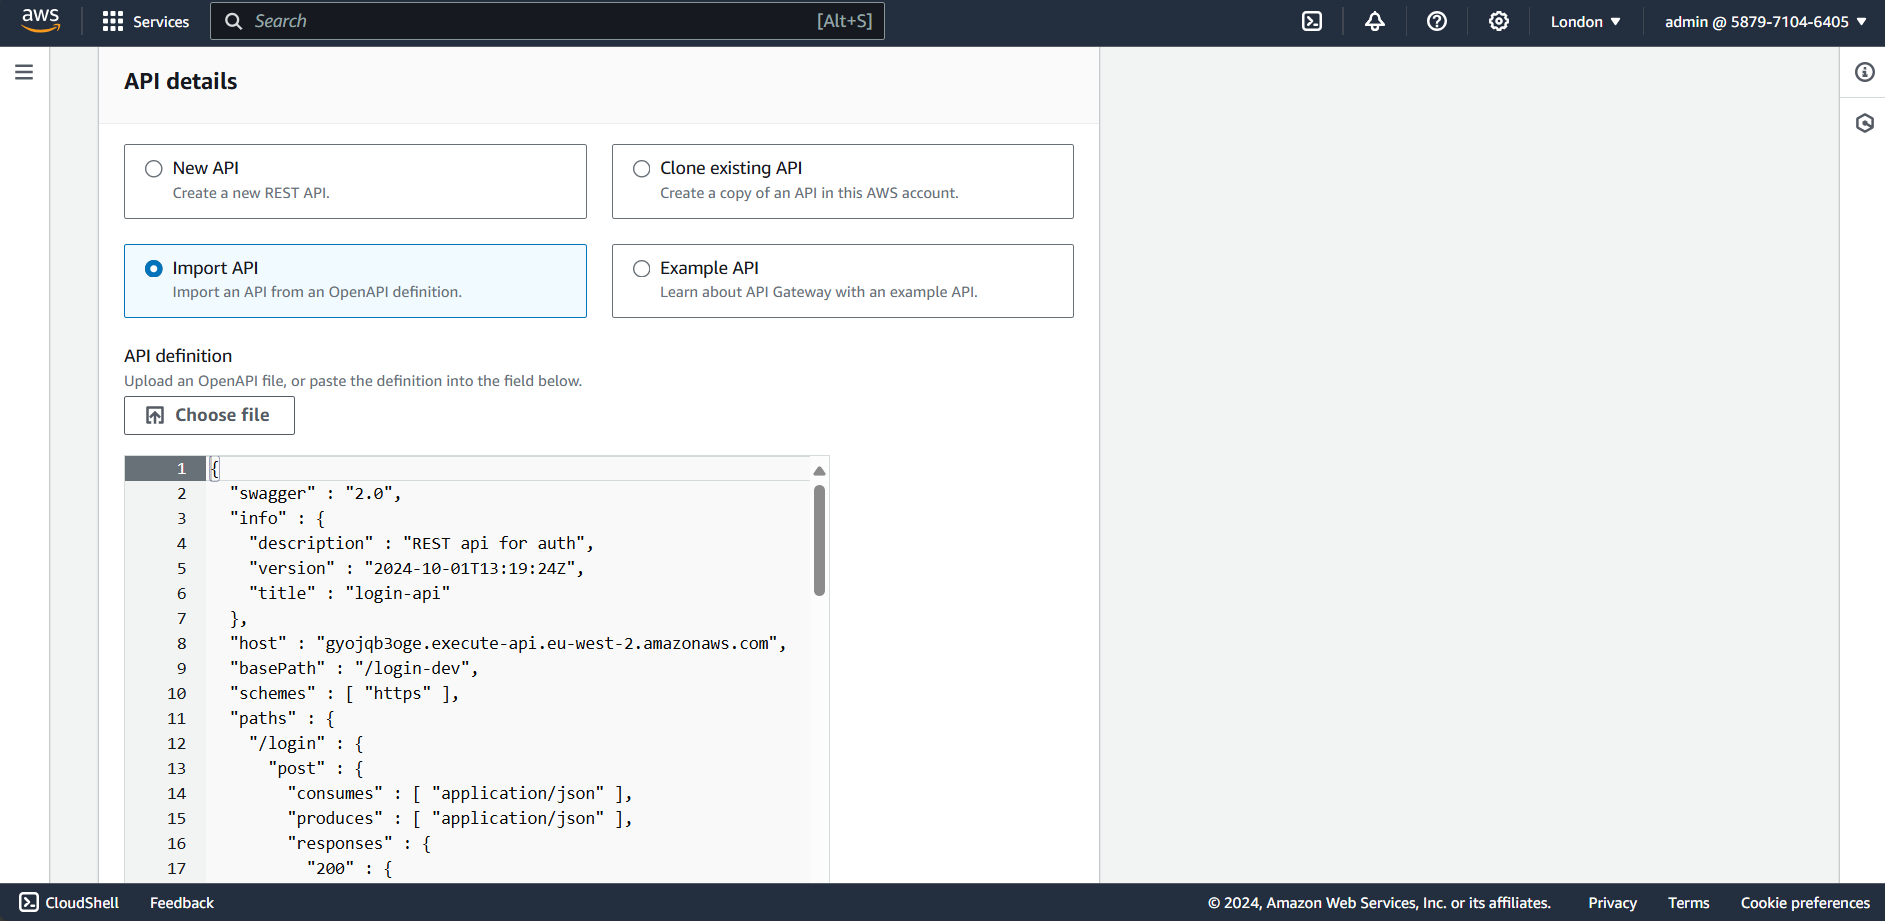 aws Services Search [Alt+S] London admin @ 5879-7104-6405
API details
New API
Create a new REST API.
Clone existing API
Create a copy of an API in this AWS account.
Import API
Import an API from an OpenAPI definition.
Example API
Learn about API Gateway with an example API.
API definition
Upload an OpenAPI file, or paste the definition into the field below.
Choose file
1 {
2 "swagger" : "2.0",
3 "info" : {
4 "description" : "REST api for auth",
5 "version" : "2024-10-01T13:19:24Z",
6 "title" : "login-api"
7 },
8 "host" : "gyojqb3oge.execute-api.eu-west-2.amazonaws.com",
9 "basePath" : "/login-dev",
10 "schemes" : [ "https" ],
11 "paths" : {
12 "/login" : {
13 "post" : {
14 "consumes" : [ "application/json" ],
15 "produces" : [ "application/json" ],
16 "responses" : {
17 "200" : {
CloudShell Feedback © 2024, Amazon Web Services, Inc. or its affiliates. Privacy Terms Cookie preferences